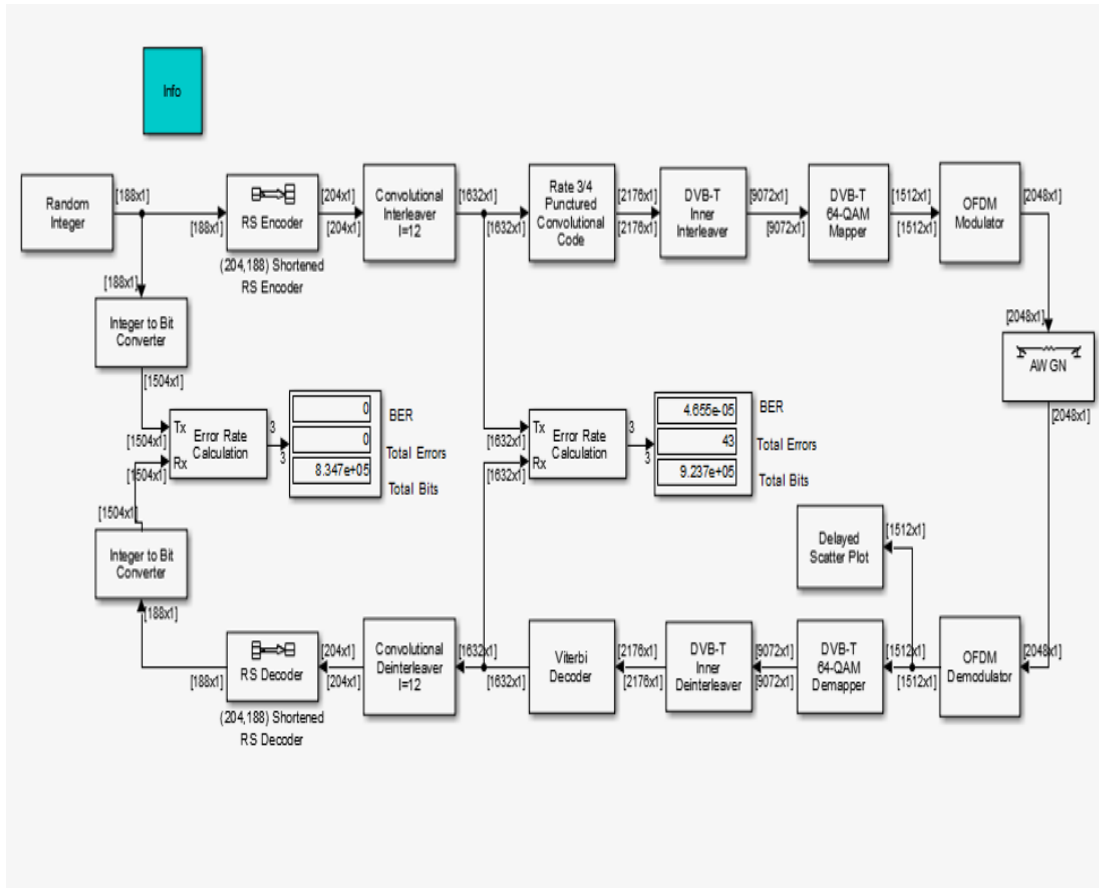 Info
Random
Integer
[188x1]
[188x1]
RS Encoder
(204,188) Shortened
RS Encoder
[204x1]
[204x1]
Convolutional
Interleaver
I=12
[1632x1]
[1632x1]
Rate 3/4
Punctured
Convolutional
Code
[2176x1]
[2176x1]
DVB-T
Inner
Interleaver
[9072x1]
[9072x1]
DVB-T
64-QAM
Mapper
[1512x1]
[1512x1]
OFDM
Modulator
[2048x1]
[2048x1]
AWGN
[2048x1]
[188x1]
Integer to Bit
Converter
[1504x1]
[1504x1]
Tx
Rx
Error Rate
Calculation
[1504x1]
3
3
0
BER
0
Total Errors
8.347e+05
Total Bits
[1632x1]
Tx
Rx
Error Rate
Calculation
[1632x1]
3
3
4.655e-05
BER
43
Total Errors
9.237e+05
Total Bits
[1504x1]
Integer to Bit
Converter
[188x1]
Delayed
Scatter Plot
[1512x1]
[188x1]
RS Decoder
(204,188) Shortened
RS Decoder
[204x1]
[204x1]
Convolutional
Deinterleaver
I=12
[1632x1]
[1632x1]
Viterbi
Decoder
[2176x1]
[2176x1]
DVB-T
Inner
Deinterleaver
[9072x1]
[9072x1]
DVB-T
64-QAM
Demapper
[1512x1]
[1512x1]
OFDM
Demodulator
[2048x1]